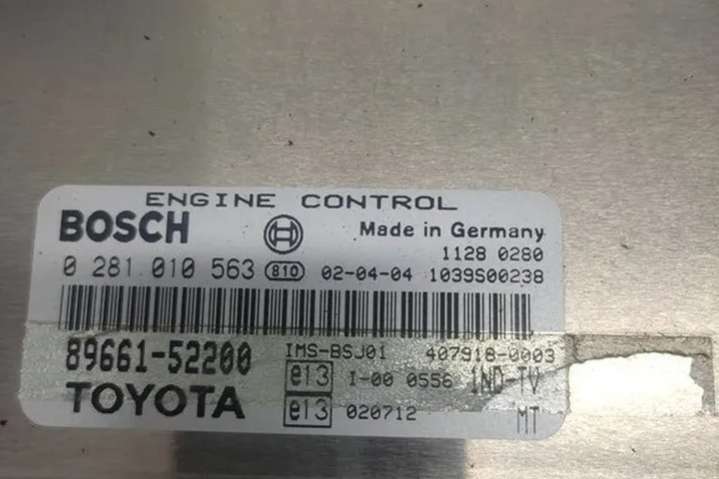 ENGINE CONTROL
BOSCH Made in Germany
1128 0280
0 281 010 563 810 02-04-04 1039S00238
89661-52200 IMS-BSJ01 407918-0003
e13 I-00 0556 1ND-TV
TOYOTA e13 020712 MT